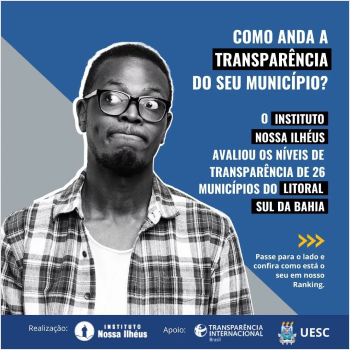 COMO ANDA A
TRANSPARÊNCIA
DO SEU MUNICÍPIO?
O INSTITUTO
NOSSA ILHÉUS
AVALIOU OS NÍVEIS DE
TRANSPARÊNCIA DE 26
MUNICÍPIOS DO LITORAL
SUL DA BAHIA
Passe para o lado e
confira como está o
seu em nosso
Ranking.
Realização:
INSTITUTO
Nossa Ilhéus
Apoio:
TRANSPARÊNCIA
INTERNACIONAL
Brasil
UESC